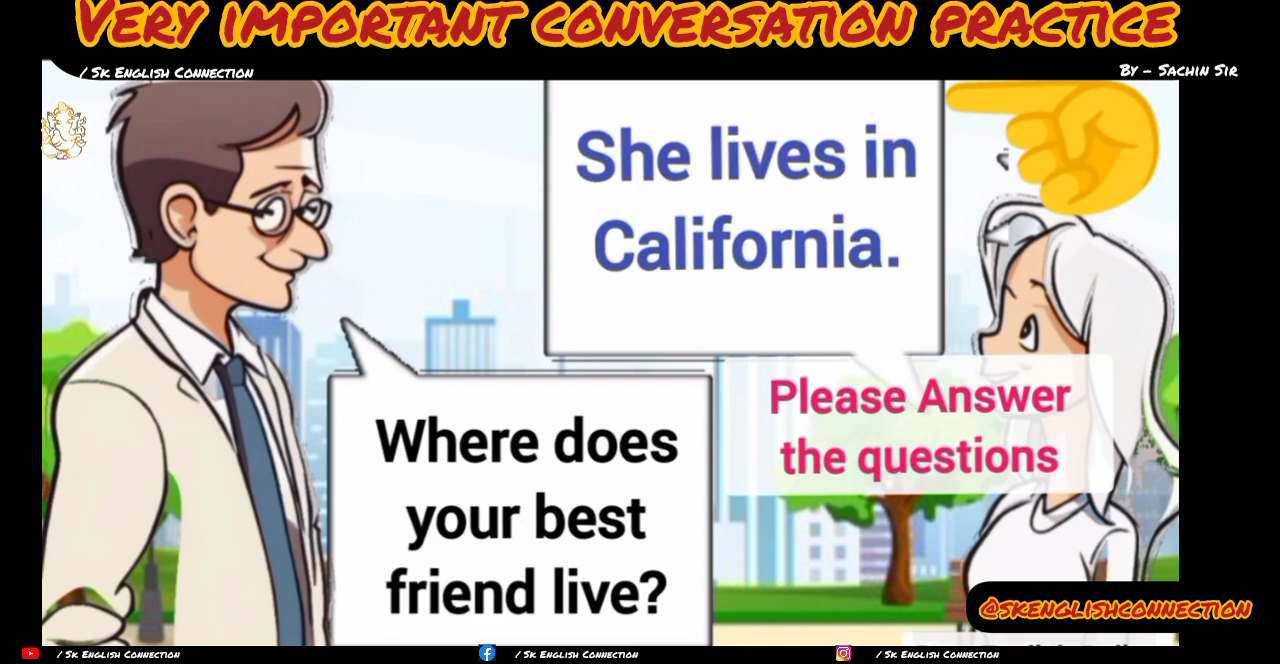 VERY IMPORTANT CONVERSATION PRACTICE
/ SK ENGLISH CONNECTION
BY - SACHIN SIR
She lives in
California.
Where does
your best
friend live?
Please Answer
the questions
@SKENGLISHCONNECTION
/ SK ENGLISH CONNECTION
/ SK ENGLISH CONNECTION
/ SK ENGLISH CONNECTION